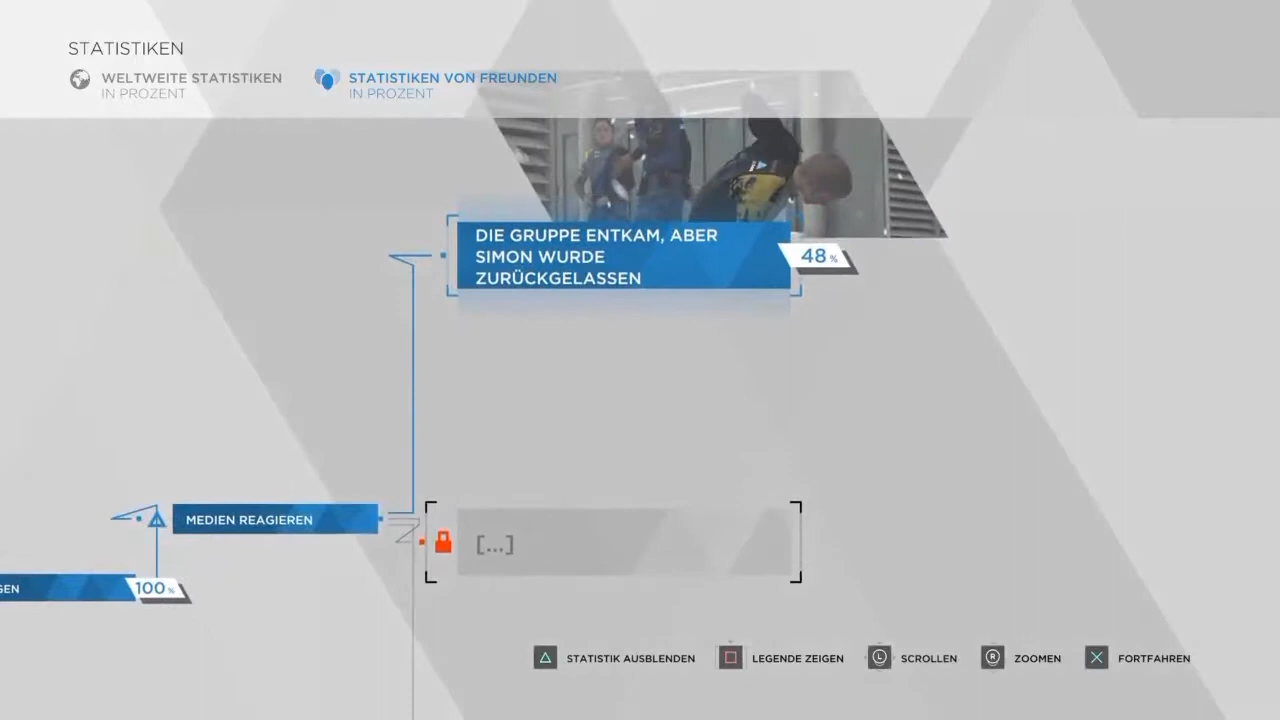 STATISTIKEN
WELTWEITE STATISTIKEN
IN PROZENT
STATISTIKEN VON FREUNDEN
IN PROZENT
DIE GRUPPE ENTKAM, ABER
SIMON WURDE
ZURÜCKGELASSEN
48 %
MEDIEN REAGIEREN
[...]
GEN
100 %
STATISTIK AUSBLENDEN
LEGENDE ZEIGEN
L
SCROLLEN
R
ZOOMEN
FORTFAHREN